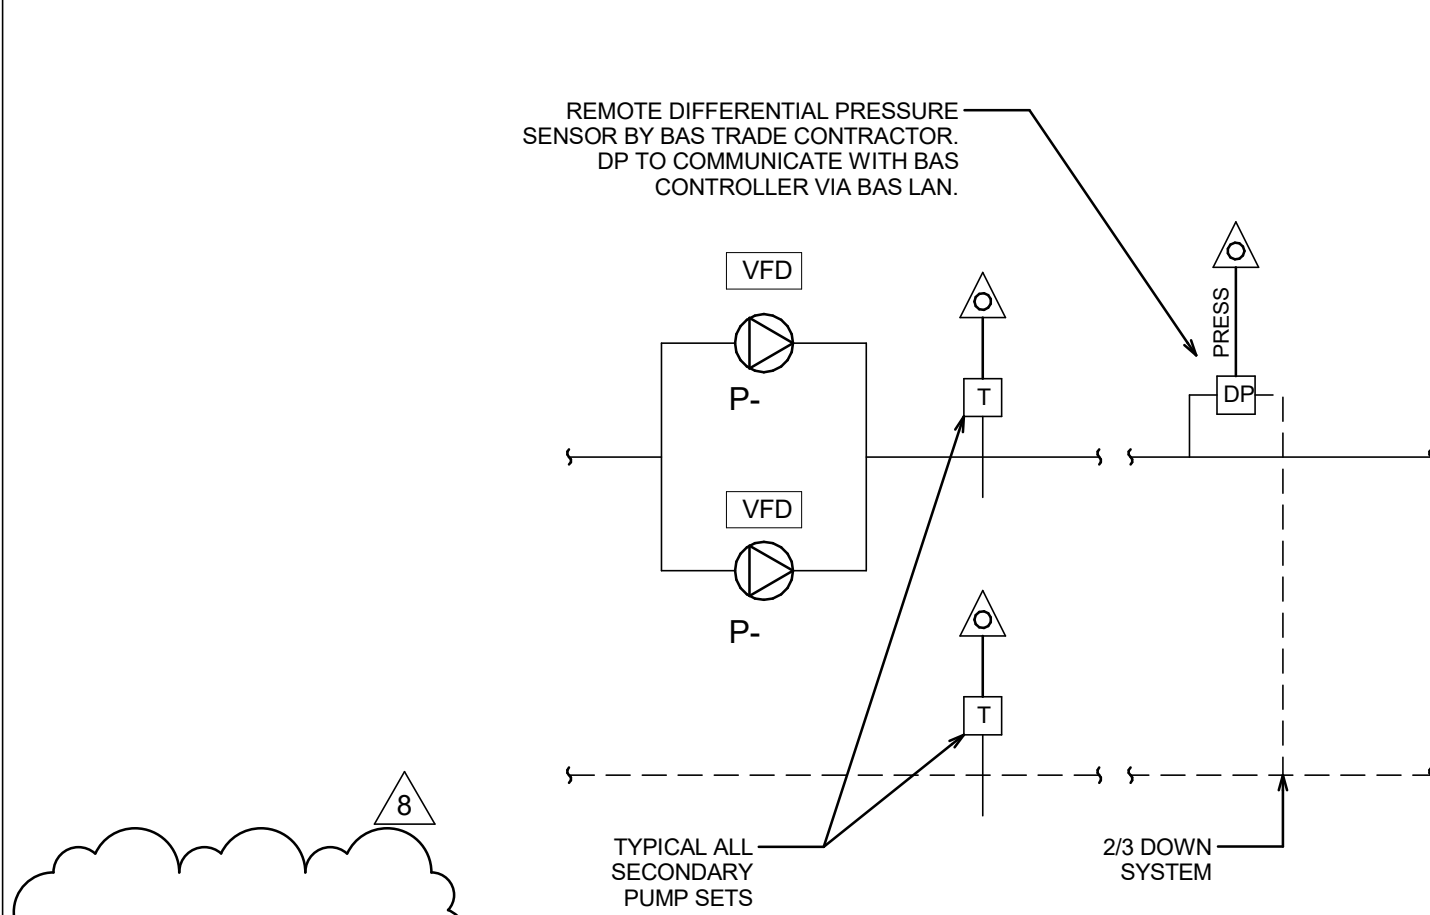 REMOTE DIFFERENTIAL PRESSURE
SENSOR BY BAS TRADE CONTRACTOR.
DP TO COMMUNICATE WITH BAS
CONTROLLER VIA BAS LAN.
VFD
P-
VFD
P-
T
T
PRESS
DP
8
TYPICAL ALL
SECONDARY
PUMP SETS
2/3 DOWN
SYSTEM